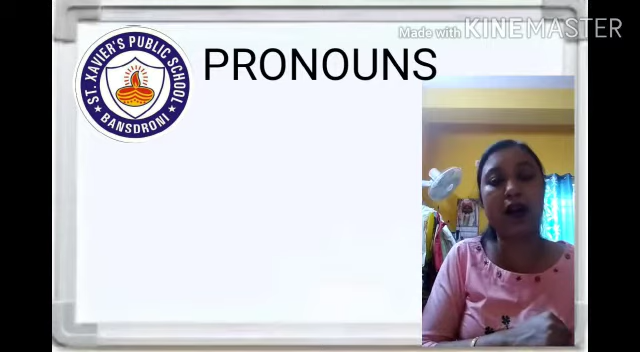 Made with KINEMASTER
PRONOUNS
ST. XAVIER'S PUBLIC SCHOOL
★ BANSDRONI ★